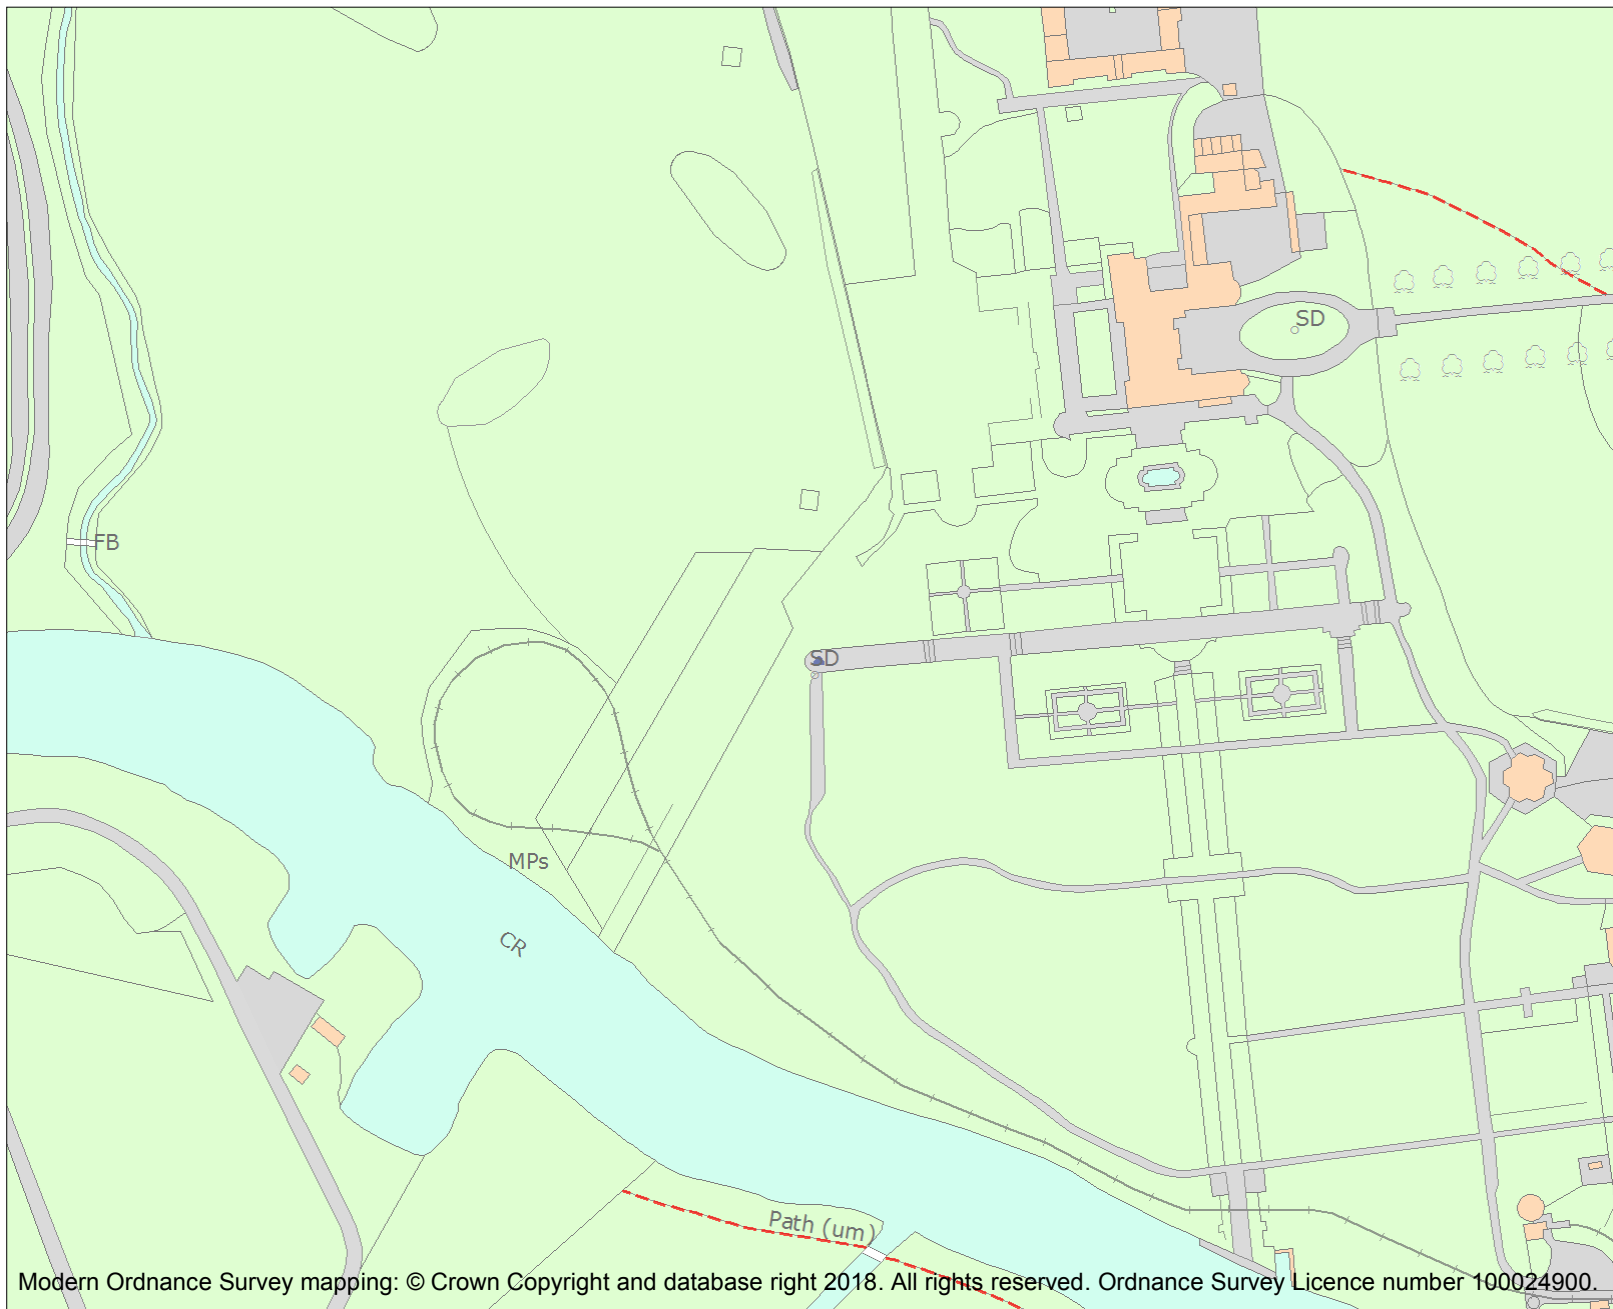 SD
FB
SD
MPs
CR
Path (um)
Modern Ordnance Survey mapping: © Crown Copyright and database right 2018. All rights reserved. Ordnance Survey Licence number 100024900.